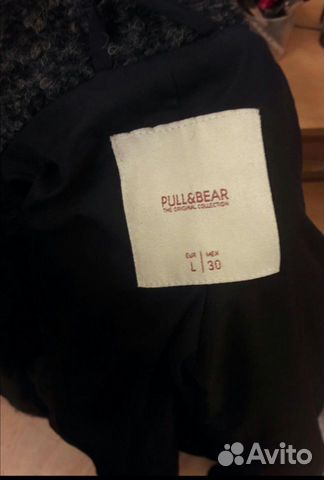 PULL&BEAR
THE ORIGINAL COLLECTION
EUR MEX
L 30
Avito